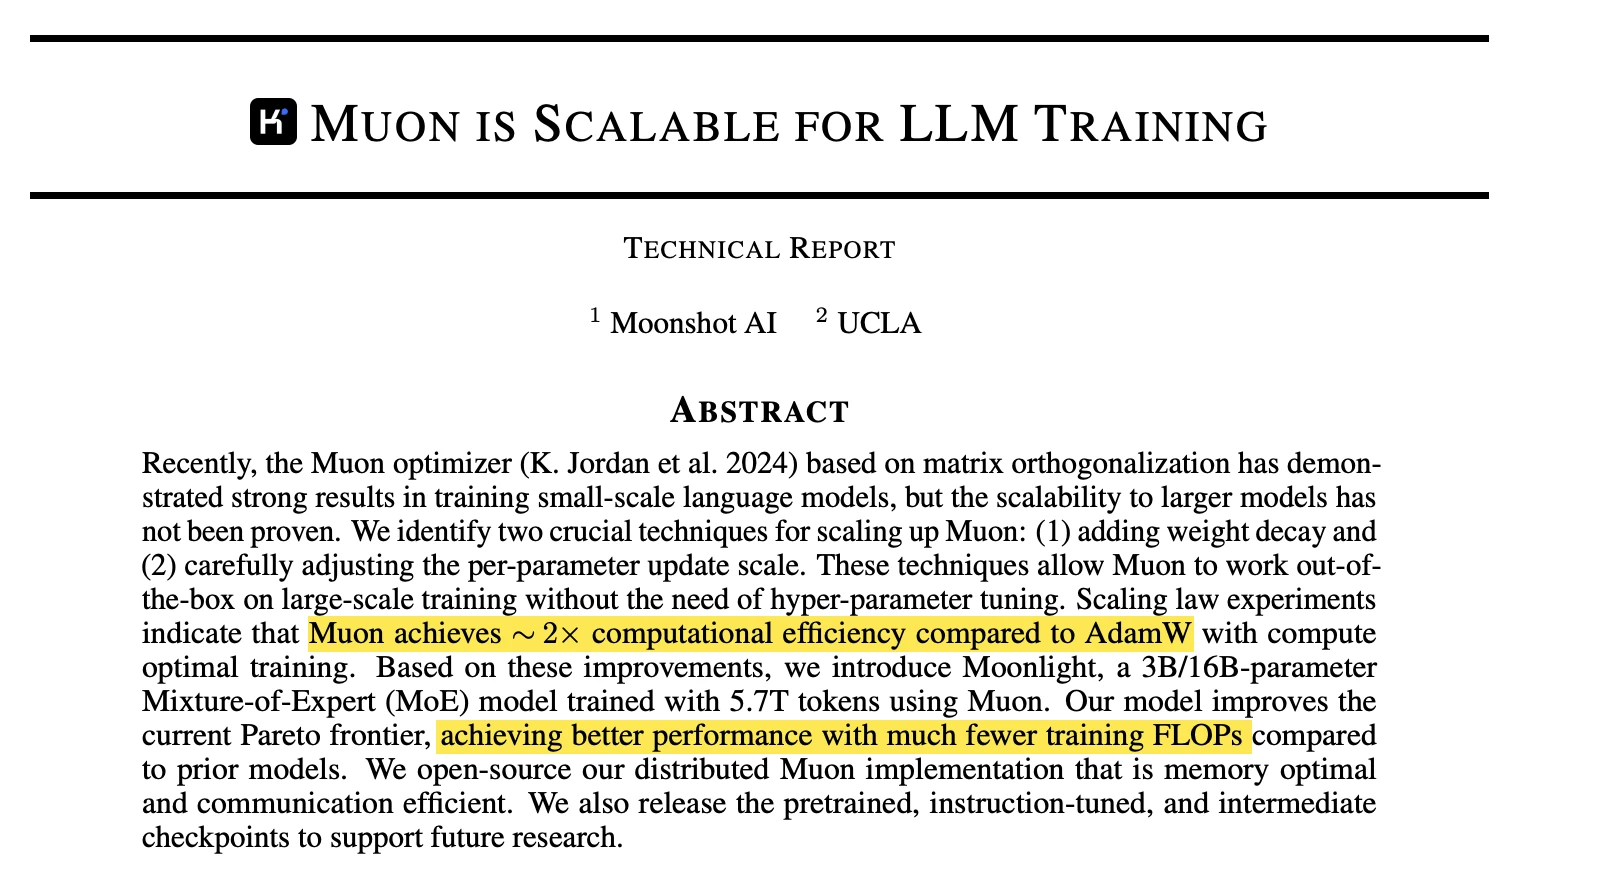 MUON IS SCALABLE FOR LLM TRAINING
TECHNICAL REPORT
¹ Moonshot AI ² UCLA
ABSTRACT
Recently, the Muon optimizer (K. Jordan et al. 2024) based on matrix orthogonalization has demon-
strated strong results in training small-scale language models, but the scalability to larger models has
not been proven. We identify two crucial techniques for scaling up Muon: (1) adding weight decay and
(2) carefully adjusting the per-parameter update scale. These techniques allow Muon to work out-of-
the-box on large-scale training without the need of hyper-parameter tuning. Scaling law experiments
indicate that Muon achieves ∼ 2× computational efficiency compared to AdamW with compute
optimal training. Based on these improvements, we introduce Moonlight, a 3B/16B-parameter
Mixture-of-Expert (MoE) model trained with 5.7T tokens using Muon. Our model improves the
current Pareto frontier, achieving better performance with much fewer training FLOPs compared
to prior models. We open-source our distributed Muon implementation that is memory optimal
and communication efficient. We also release the pretrained, instruction-tuned, and intermediate
checkpoints to support future research.